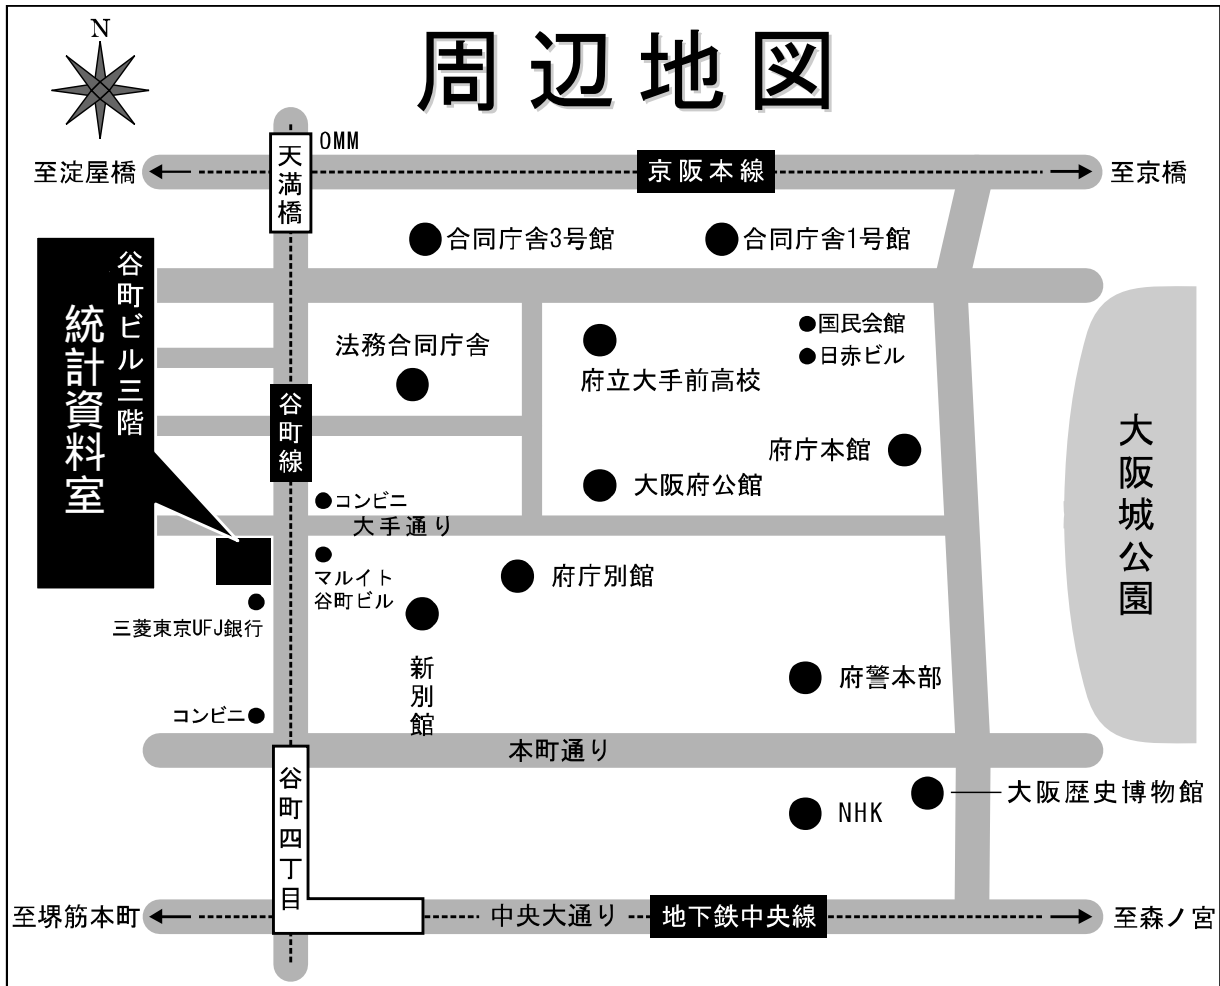 周辺地図
N
OMM
天満橋
至淀屋橋
京阪本線
至京橋
合同庁舎3号館
合同庁舎1号館
谷町ビル三階
統計資料室
法務合同庁舎
国民会館
日赤ビル
府立大手前高校
谷町線
府庁本館
大阪府公館
コンビニ
大手通り
大阪城公園
マルイト
谷町ビル
府庁別館
三菱東京UFJ銀行
新別館
府警本部
コンビニ
本町通り
谷町四丁目
大阪歴史博物館
NHK
至堺筋本町
中央大通り
地下鉄中央線
至森ノ宮